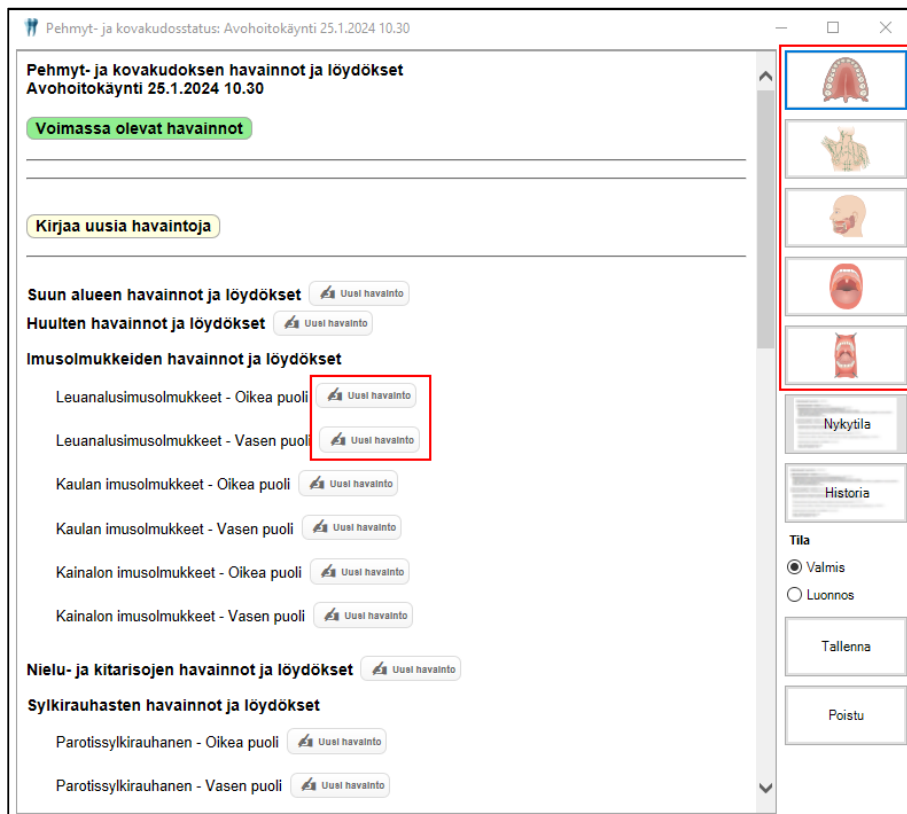 Pehmyt- ja kovakudosstatus: Avohoitokäynti 25.1.2024 10.30
Pehmyt- ja kovakudoksen havainnot ja löydökset
Avohoitokäynti 25.1.2024 10.30
Voimassa olevat havainnot
Kirjaa uusia havaintoja
Suun alueen havainnot ja löydökset Uusi havainto
Huulten havainnot ja löydökset Uusi havainto
Imusolmukkeiden havainnot ja löydökset
Leuanalusimusolmukkeet - Oikea puoli Uusi havainto
Leuanalusimusolmukkeet - Vasen puoli Uusi havainto
Kaulan imusolmukkeet - Oikea puoli Uusi havainto
Kaulan imusolmukkeet - Vasen puoli Uusi havainto
Kainalon imusolmukkeet - Oikea puoli Uusi havainto
Kainalon imusolmukkeet - Vasen puoli Uusi havainto
Nielu- ja kitarisojen havainnot ja löydökset Uusi havainto
Sylkirauhasten havainnot ja löydökset
Parotissylkirauhanen - Oikea puoli Uusi havainto
Parotissylkirauhanen - Vasen puoli Uusi havainto
Nykytila
Historia
Tila
Valmis
Luonnos
Tallenna
Poistu